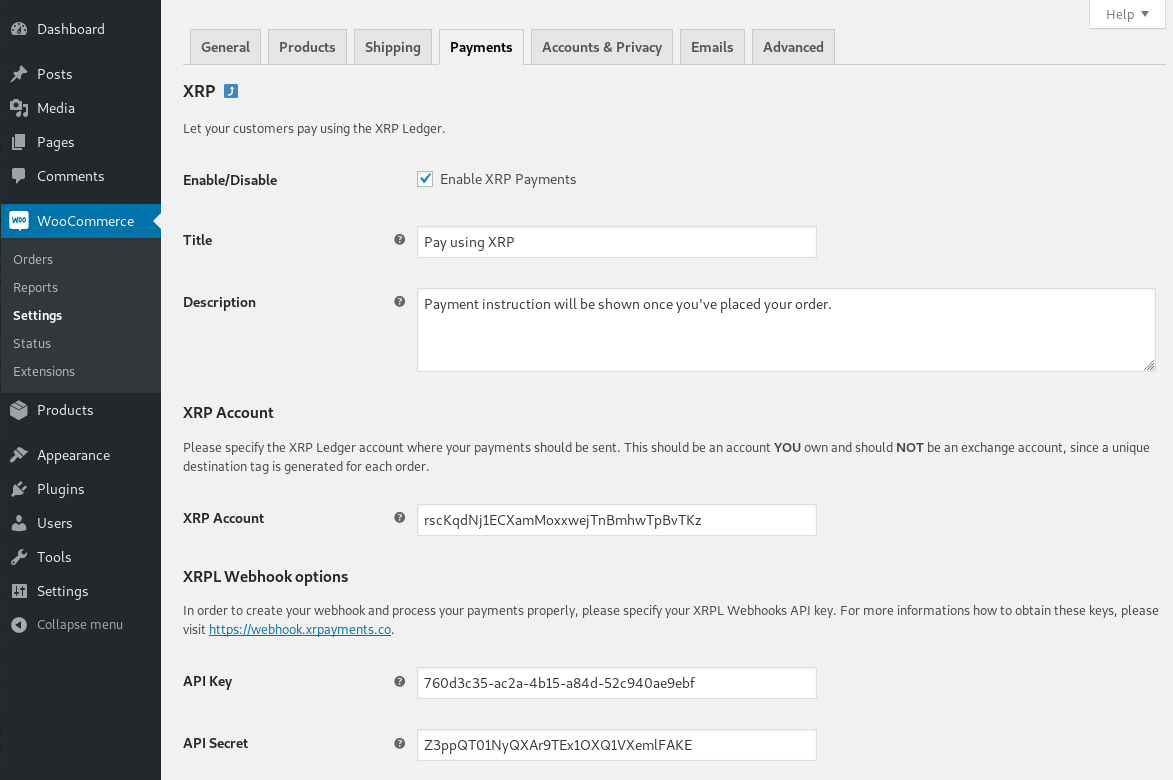 Dashboard
Posts
Media
Pages
Comments
woo WooCommerce
Orders
Reports
Settings
Status
Extensions
Products
Appearance
Plugins
Users
Tools
Settings
Collapse menu
Help
General Products Shipping Payments Accounts & Privacy Emails Advanced
XRP
Let your customers pay using the XRP Ledger.
Enable/Disable Enable XRP Payments
Title ? Pay using XRP
Description ? Payment instruction will be shown once you've placed your order.
XRP Account
Please specify the XRP Ledger account where your payments should be sent. This should be an account YOU own and should NOT be an exchange account, since a unique
destination tag is generated for each order.
XRP Account ? rscKqdNj1ECXamMoxxwejTnBmhwTpBvTKz
XRPL Webhook options
In order to create your webhook and process your payments properly, please specify your XRPL Webhooks API key. For more informations how to obtain these keys, please
visit https://webhook.xrpayments.co.
API Key ? 760d3c35-ac2a-4b15-a84d-52c940ae9ebf
API Secret ? Z3ppQT01NyQXAr9TEx1OXQ1VXemlFAKE